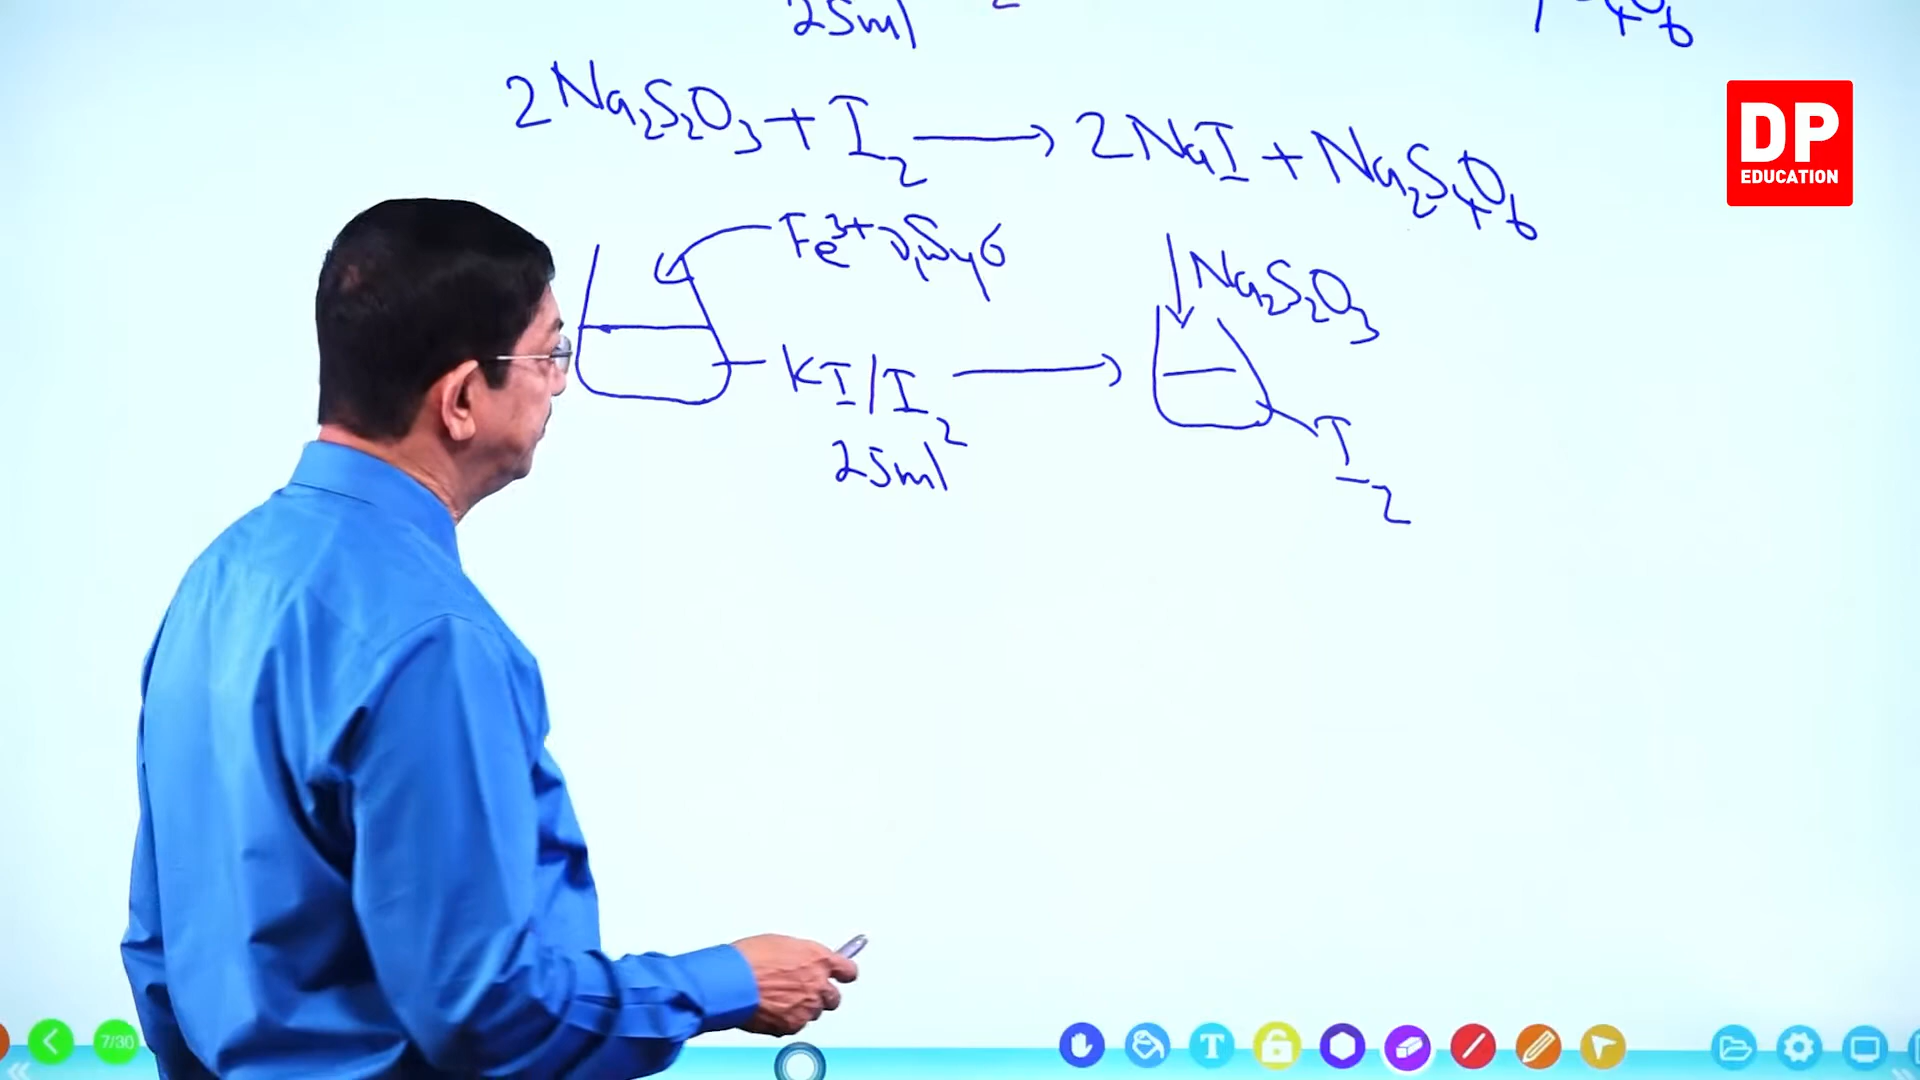 25ml
2Na₂S₂O₃ + I₂ ⟶ 2NaI + Na₂S₄O₆
DP
EDUCATION
Fe³⁺
Na₂S₂O₃
KI/I₂ ⟶
25ml
I₂
7/30
T